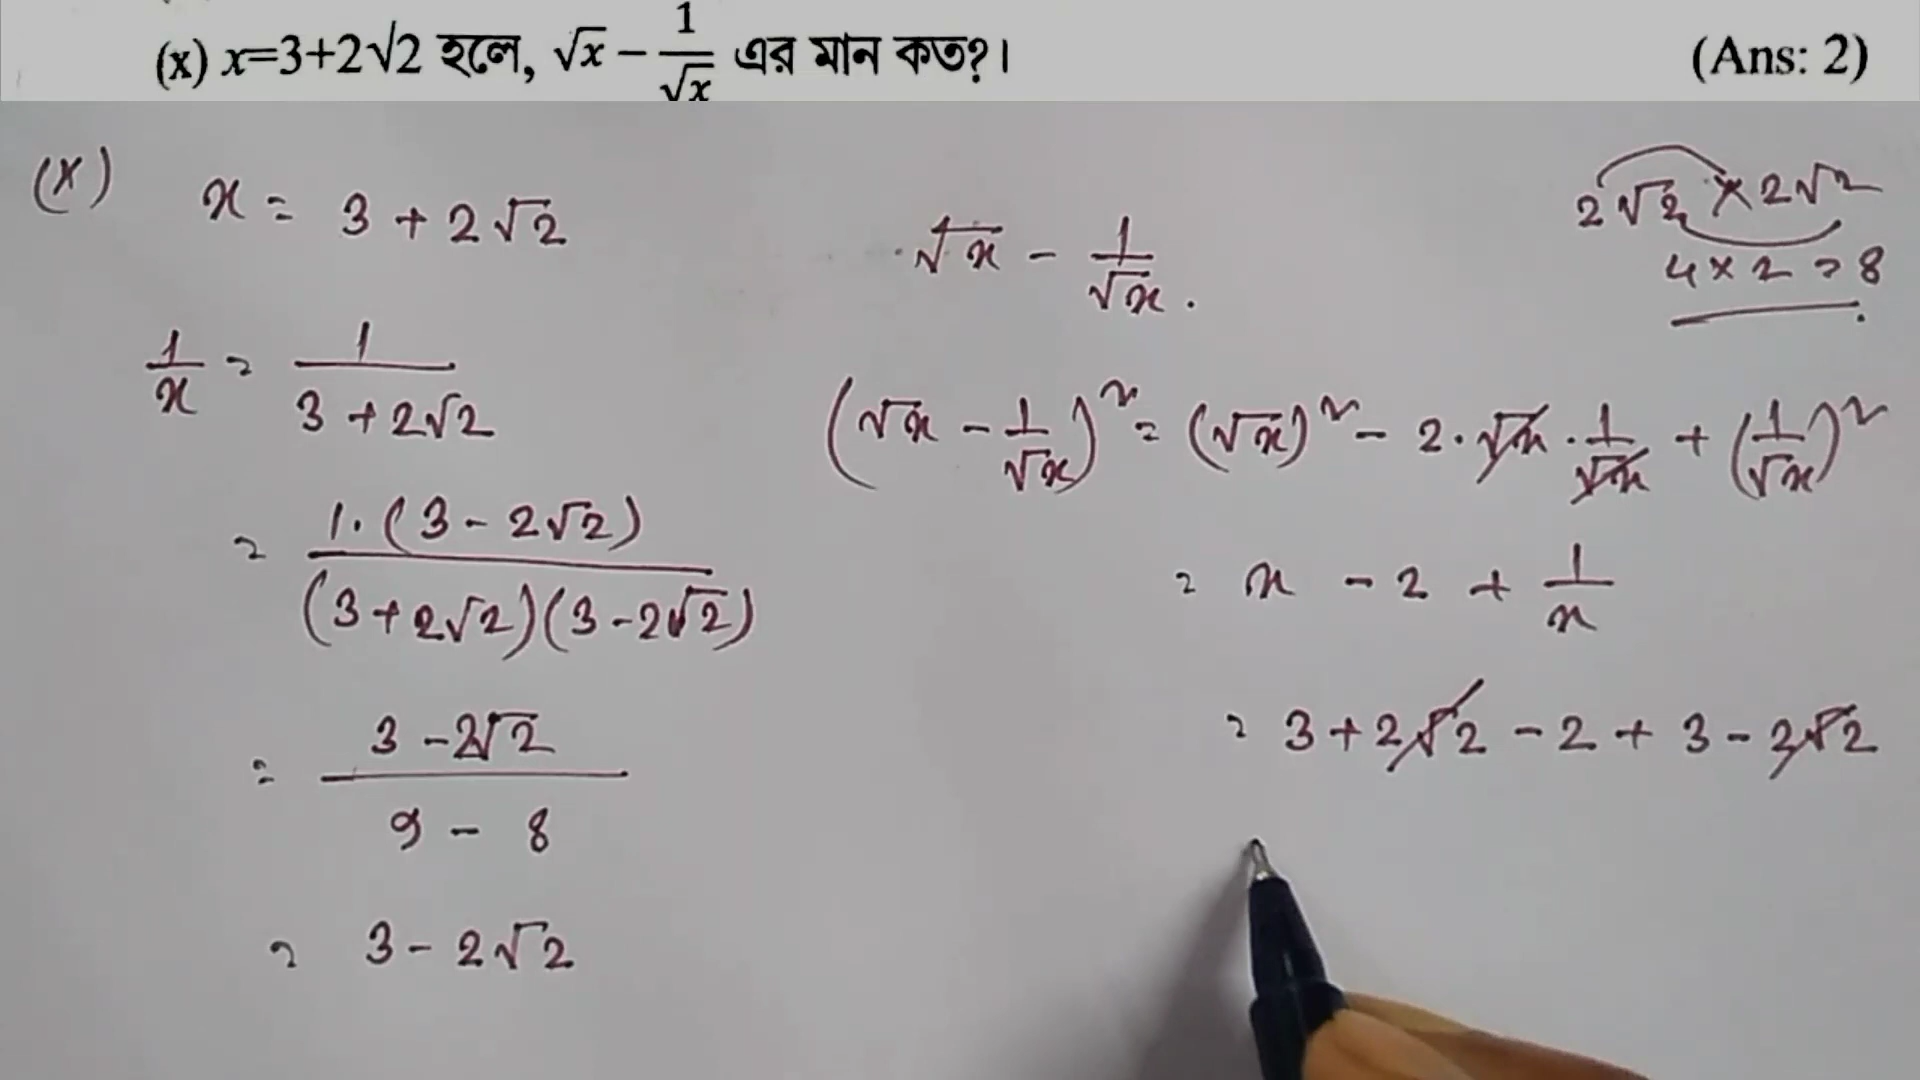 (x) x=3+2√2 হলে, √x − 1/√x এর মান কত?। (Ans: 2)
(x) x = 3 + 2√2
√x − 1/√x .
2√2 × 2√2
4 × 2 = 8
1/x = 1/(3 + 2√2)
= 1·(3 − 2√2)/((3 + 2√2)(3 − 2√2))
= (3 − 2√2)/(9 − 8)
= 3 − 2√2
(√x − 1/√x)² = (√x)² − 2·√x·1/√x + (1/√x)²
= x − 2 + 1/x
= 3 + 2√2 − 2 + 3 − 2√2